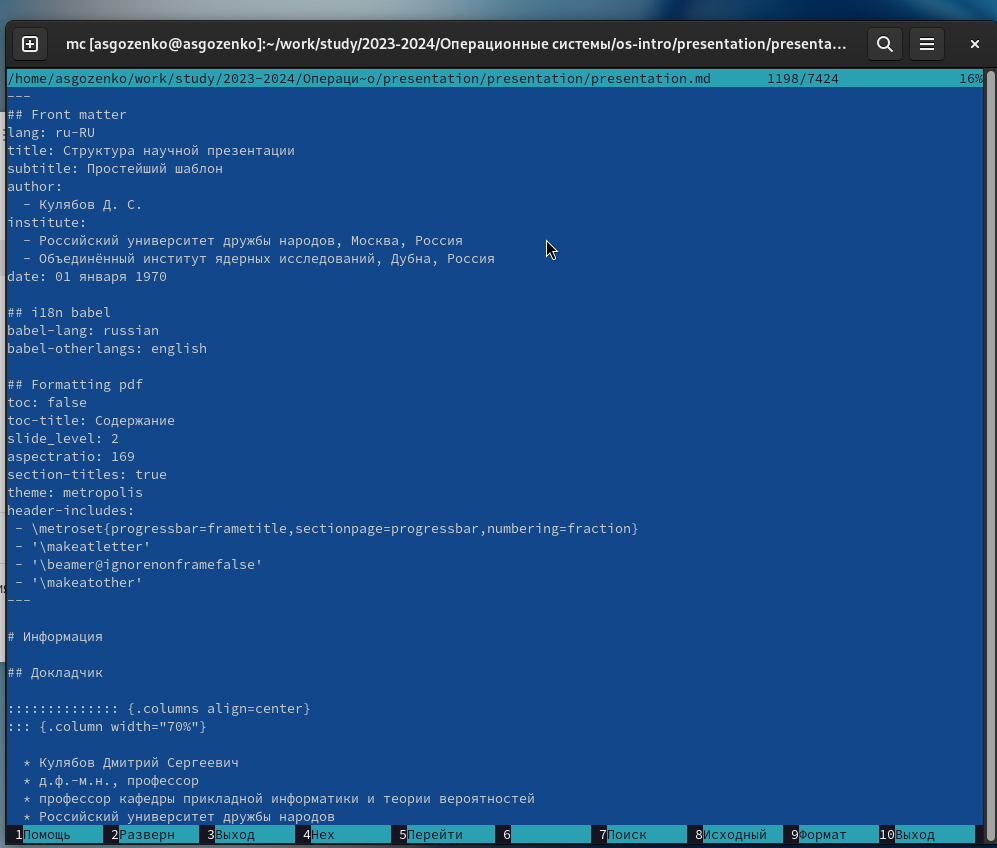 mc [asgozenko@asgozenko]:~/work/study/2023-2024/Операционные системы/os-intro/presentation/presenta...
/home/asgozenko/work/study/2023-2024/Операци~о/presentation/presentation/presentation.md 1198/7424 16%
---
## Front matter
lang: ru-RU
title: Структура научной презентации
subtitle: Простейший шаблон
author:
  - Кулябов Д. С.
institute:
  - Российский университет дружбы народов, Москва, Россия
  - Объединённый институт ядерных исследований, Дубна, Россия
date: 01 января 1970
## i18n babel
babel-lang: russian
babel-otherlangs: english
## Formatting pdf
toc: false
toc-title: Содержание
slide_level: 2
aspectratio: 169
section-titles: true
theme: metropolis
header-includes:
 - \metroset{progressbar=frametitle,sectionpage=progressbar,numbering=fraction}
 - '\makeatletter'
 - '\beamer@ignorenonframefalse'
 - '\makeatother'
---
# Информация
## Докладчик
:::::::::::::: {.columns align=center}
::: {.column width="70%"}
  * Кулябов Дмитрий Сергеевич
  * д.ф.-м.н., профессор
  * профессор кафедры прикладной информатики и теории вероятностей
  * Российский университет дружбы народов
1Помощь 2Разверн 3Выход 4Hex 5Перейти 6 7Поиск 8Исходный 9Формат 10Выход